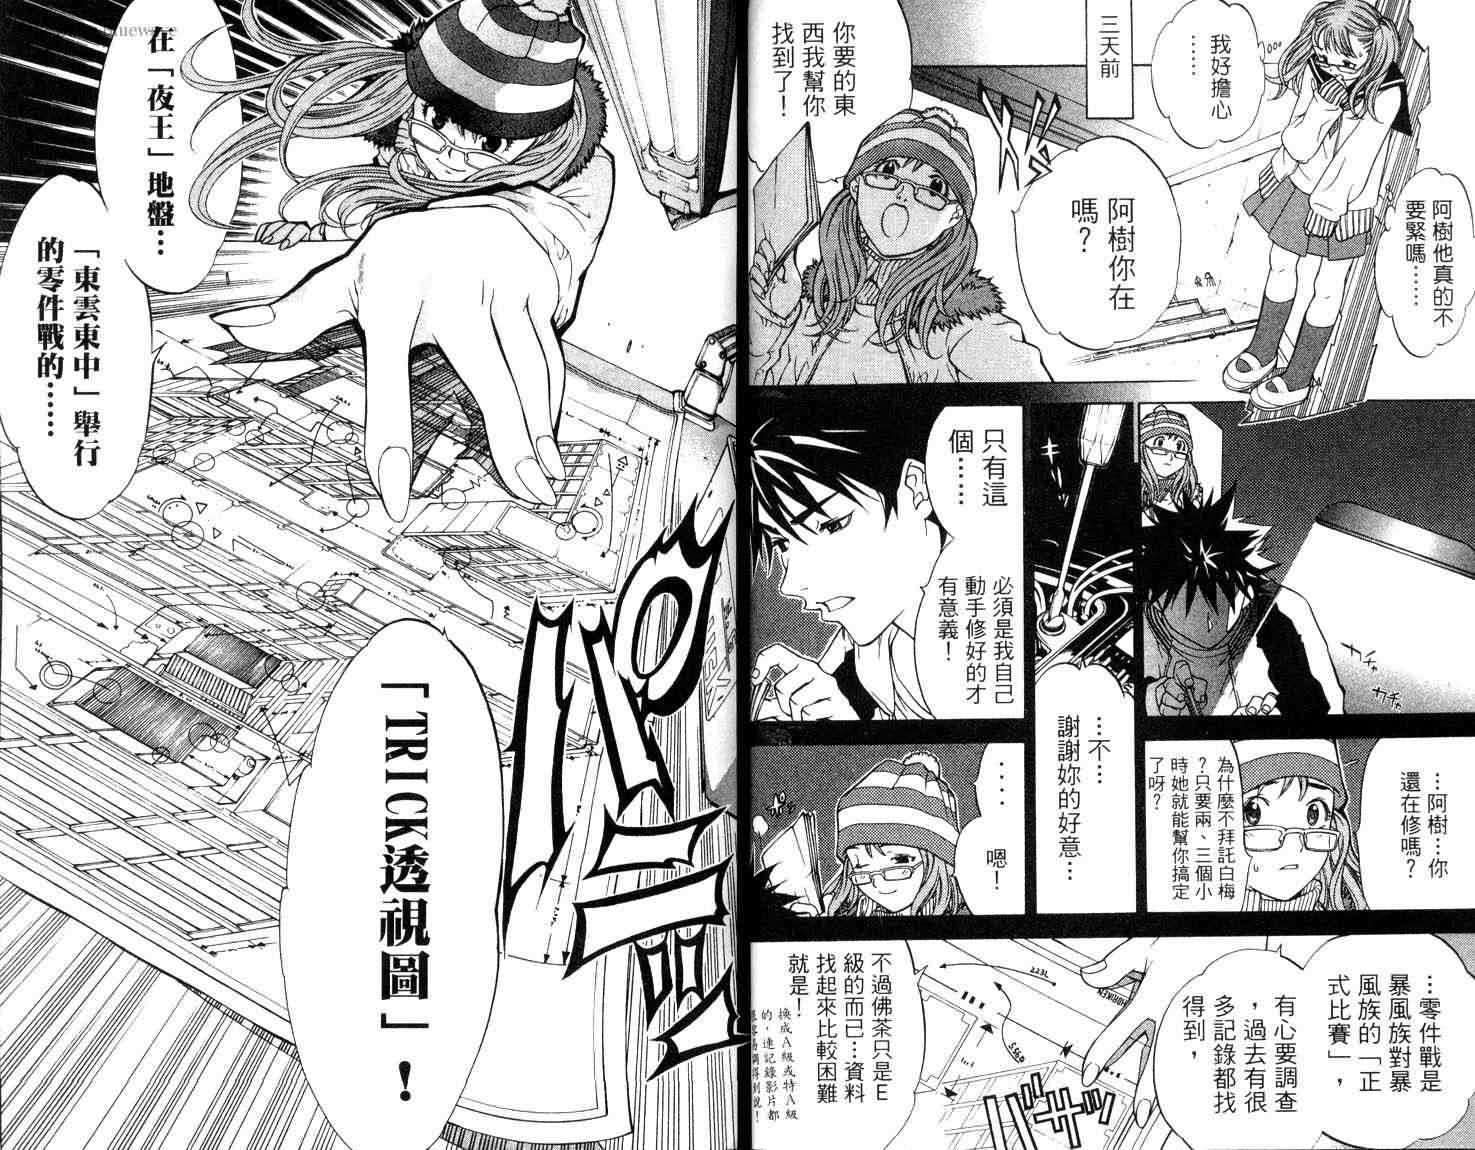 我好擔心
……
阿樹他真的不
要緊嗎……
三天前
阿樹你在
嗎？
你要的東
西我幫你
找到了！
只有這
個……
必須是我自己
動手修好的才
有意義！
…阿樹…你
還在修嗎？
為什麼不拜託白梅
？只要兩、三個小
時她就能幫你搞定
了呀？
…不…
謝謝妳的好意…
‥‥
嗯！
…零件戰是
暴風族對暴
風族的「正
式比賽」，
有心要調查
，過去有很
多記錄都找
得到，
不過佛茶只是E
級的而已…資料
找起來比較困難
就是！
換成A級或特A級
的，連記錄影片都
ガチャ
カチャ
バサッ
在「夜王」地盤…
「東雲東中」舉行
的零件戰的……
「TRICK透視圖」！